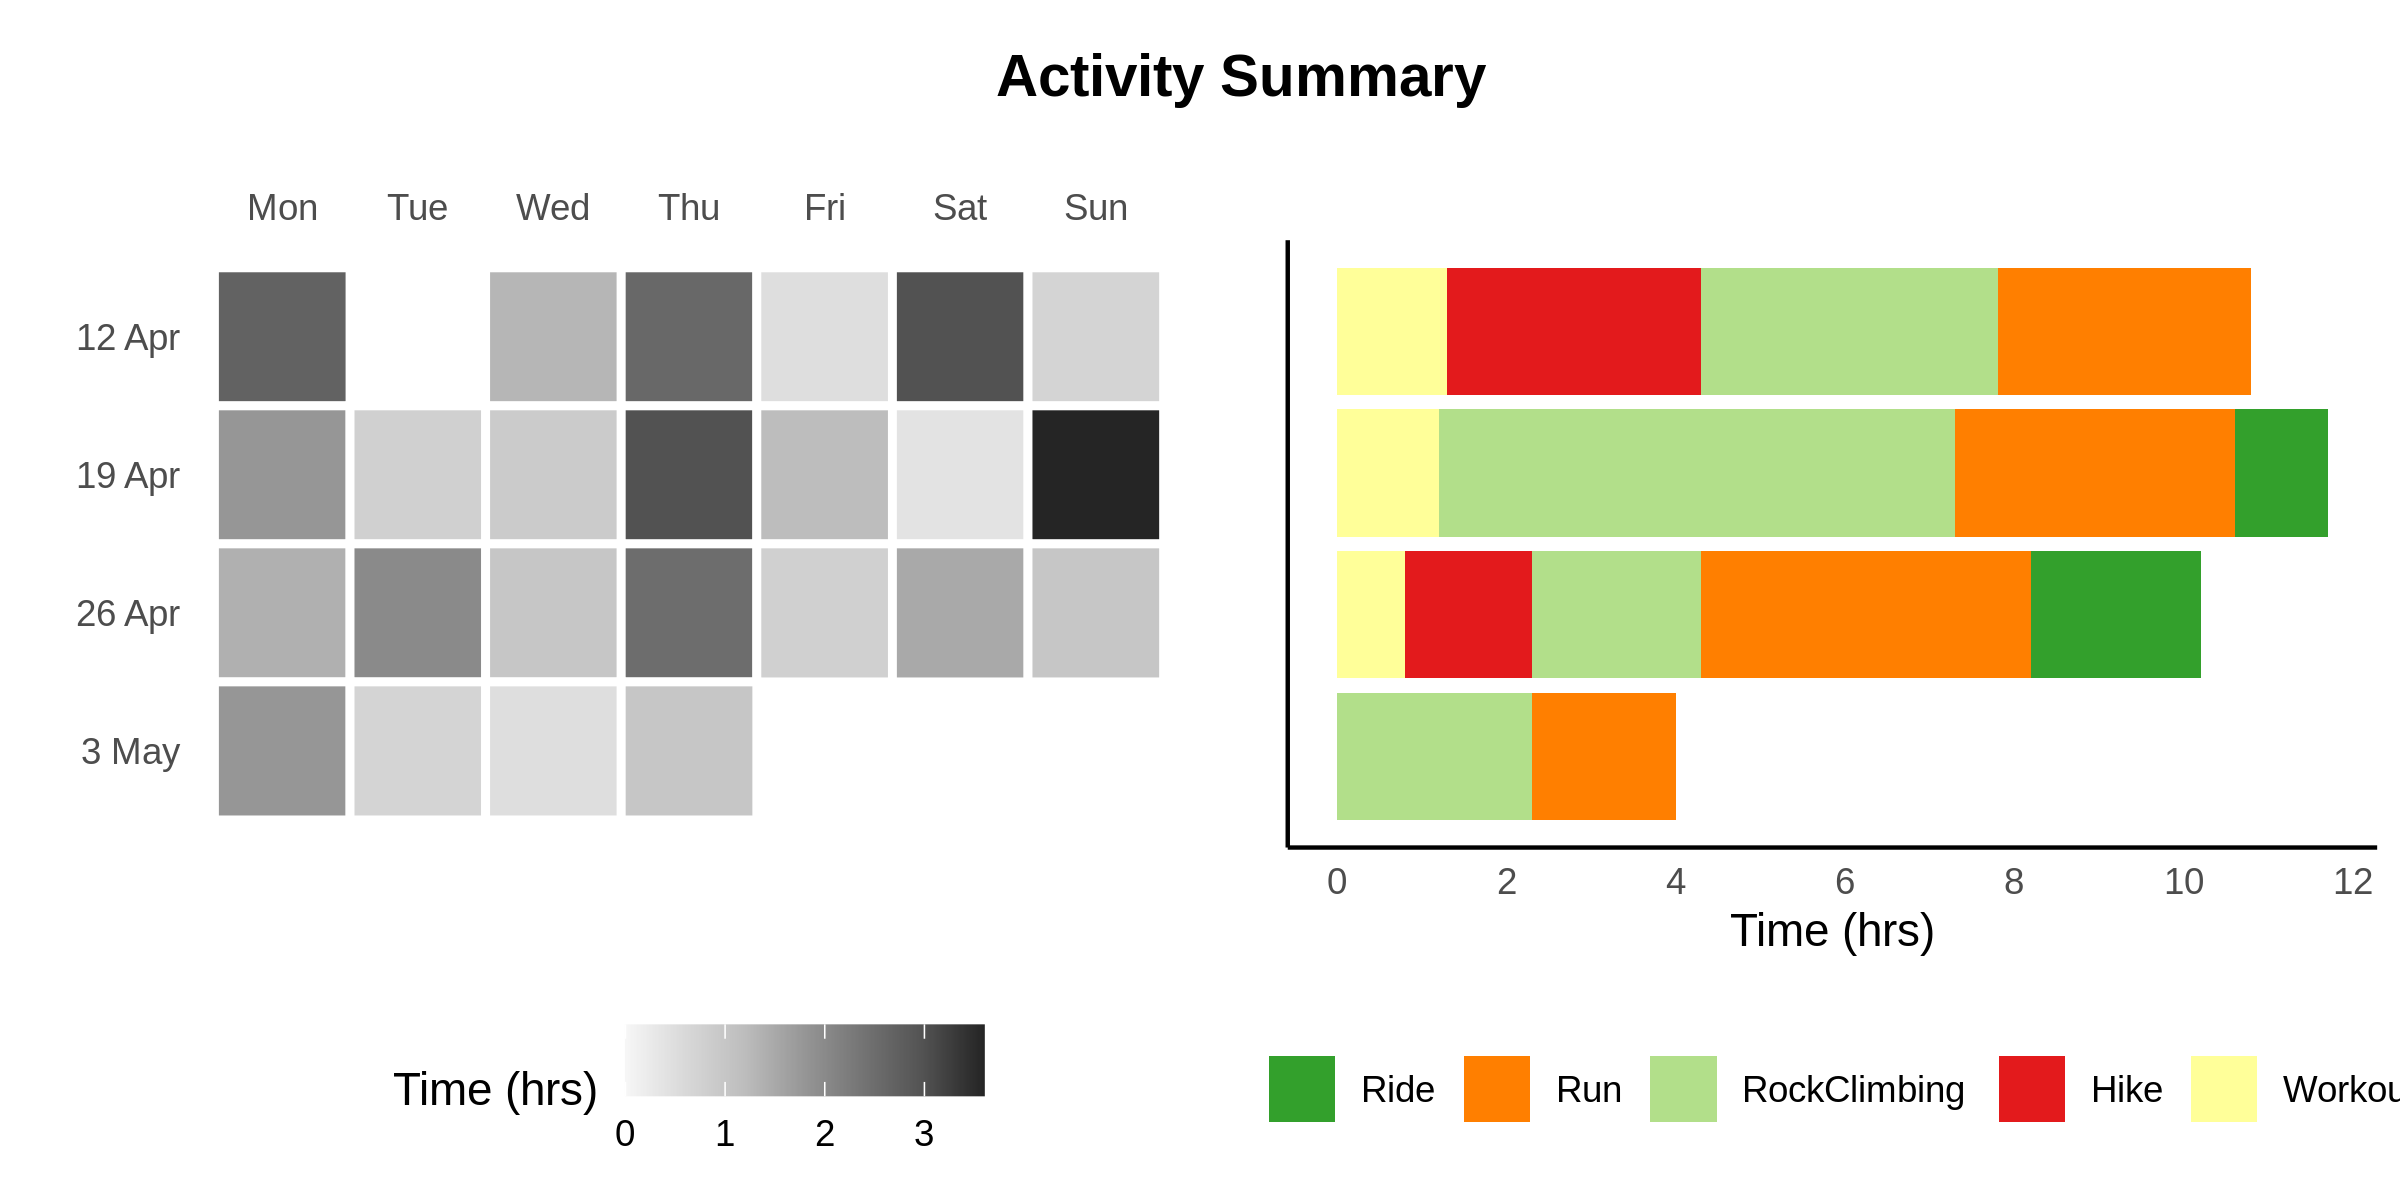 Activity Summary
Mon Tue Wed Thu Fri Sat Sun
12 Apr
19 Apr
26 Apr
3 May
0 2 4 6 8 10 12
Time (hrs)
Time (hrs)
0 1 2 3
Ride Run RockClimbing Hike Workou